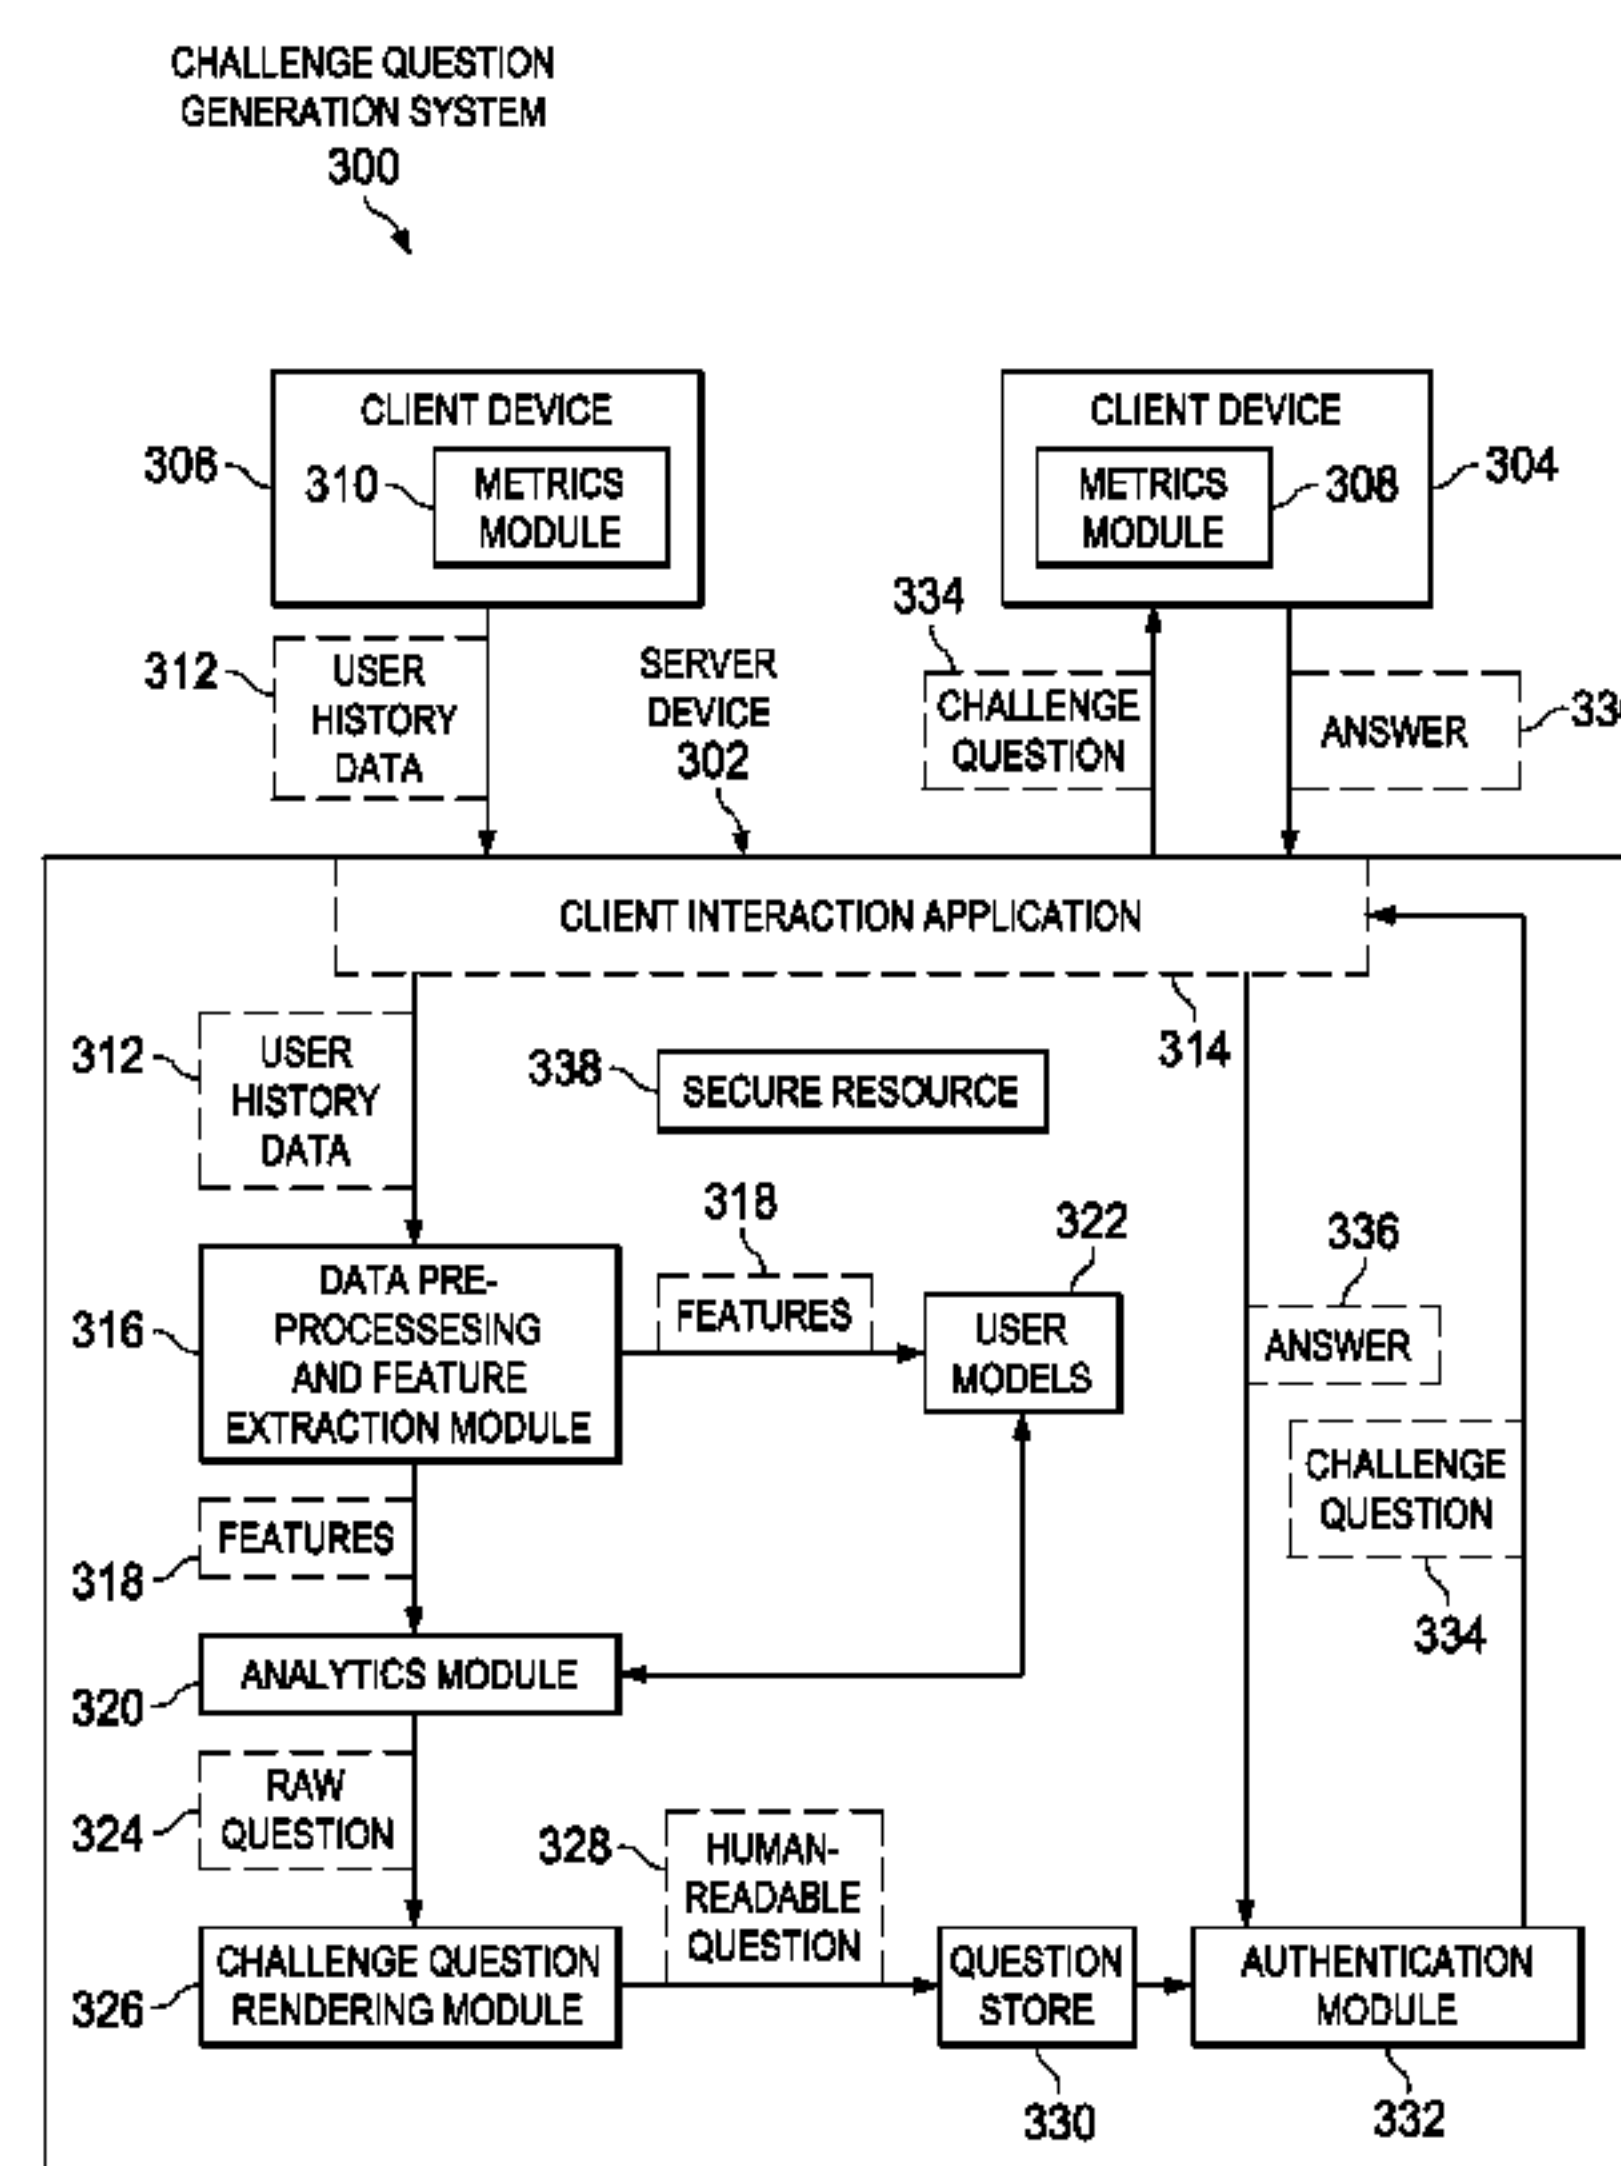 CHALLENGE QUESTION
GENERATION SYSTEM
300
CLIENT DEVICE
306
310
METRICS
MODULE
CLIENT DEVICE
METRICS
MODULE
308
304
312
USER
HISTORY
DATA
SERVER
DEVICE
302
334
CHALLENGE
QUESTION
ANSWER
CLIENT INTERACTION APPLICATION
314
312
USER
HISTORY
DATA
338
SECURE RESOURCE
318
FEATURES
322
USER
MODELS
316
DATA PRE-
PROCESSESING
AND FEATURE
EXTRACTION MODULE
336
ANSWER
CHALLENGE
QUESTION
334
318
FEATURES
320
ANALYTICS MODULE
324
RAW
QUESTION
328
HUMAN-
READABLE
QUESTION
326
CHALLENGE QUESTION
RENDERING MODULE
QUESTION
STORE
330
AUTHENTICATION
MODULE
332